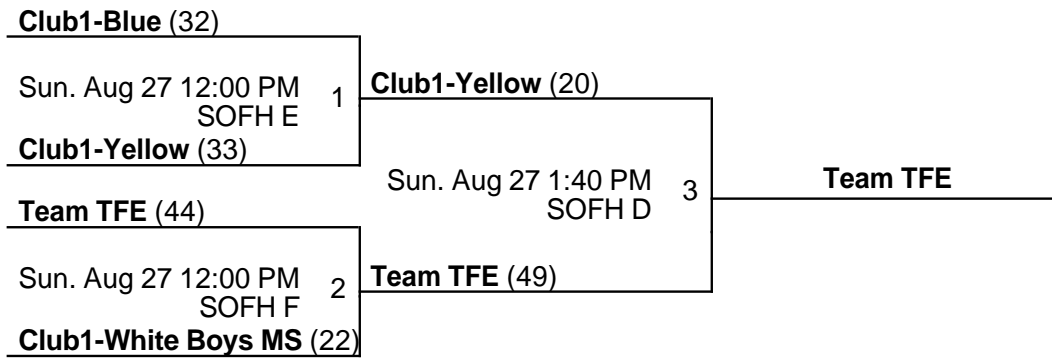 Club1-Blue (32)
Sun. Aug 27 12:00 PM
SOFH E
1
Club1-Yellow (33)
Club1-Yellow (20)
Sun. Aug 27 1:40 PM
SOFH D
3
Team TFE
Team TFE (44)
Sun. Aug 27 12:00 PM
SOFH F
2
Club1-White Boys MS (22)
Team TFE (49)